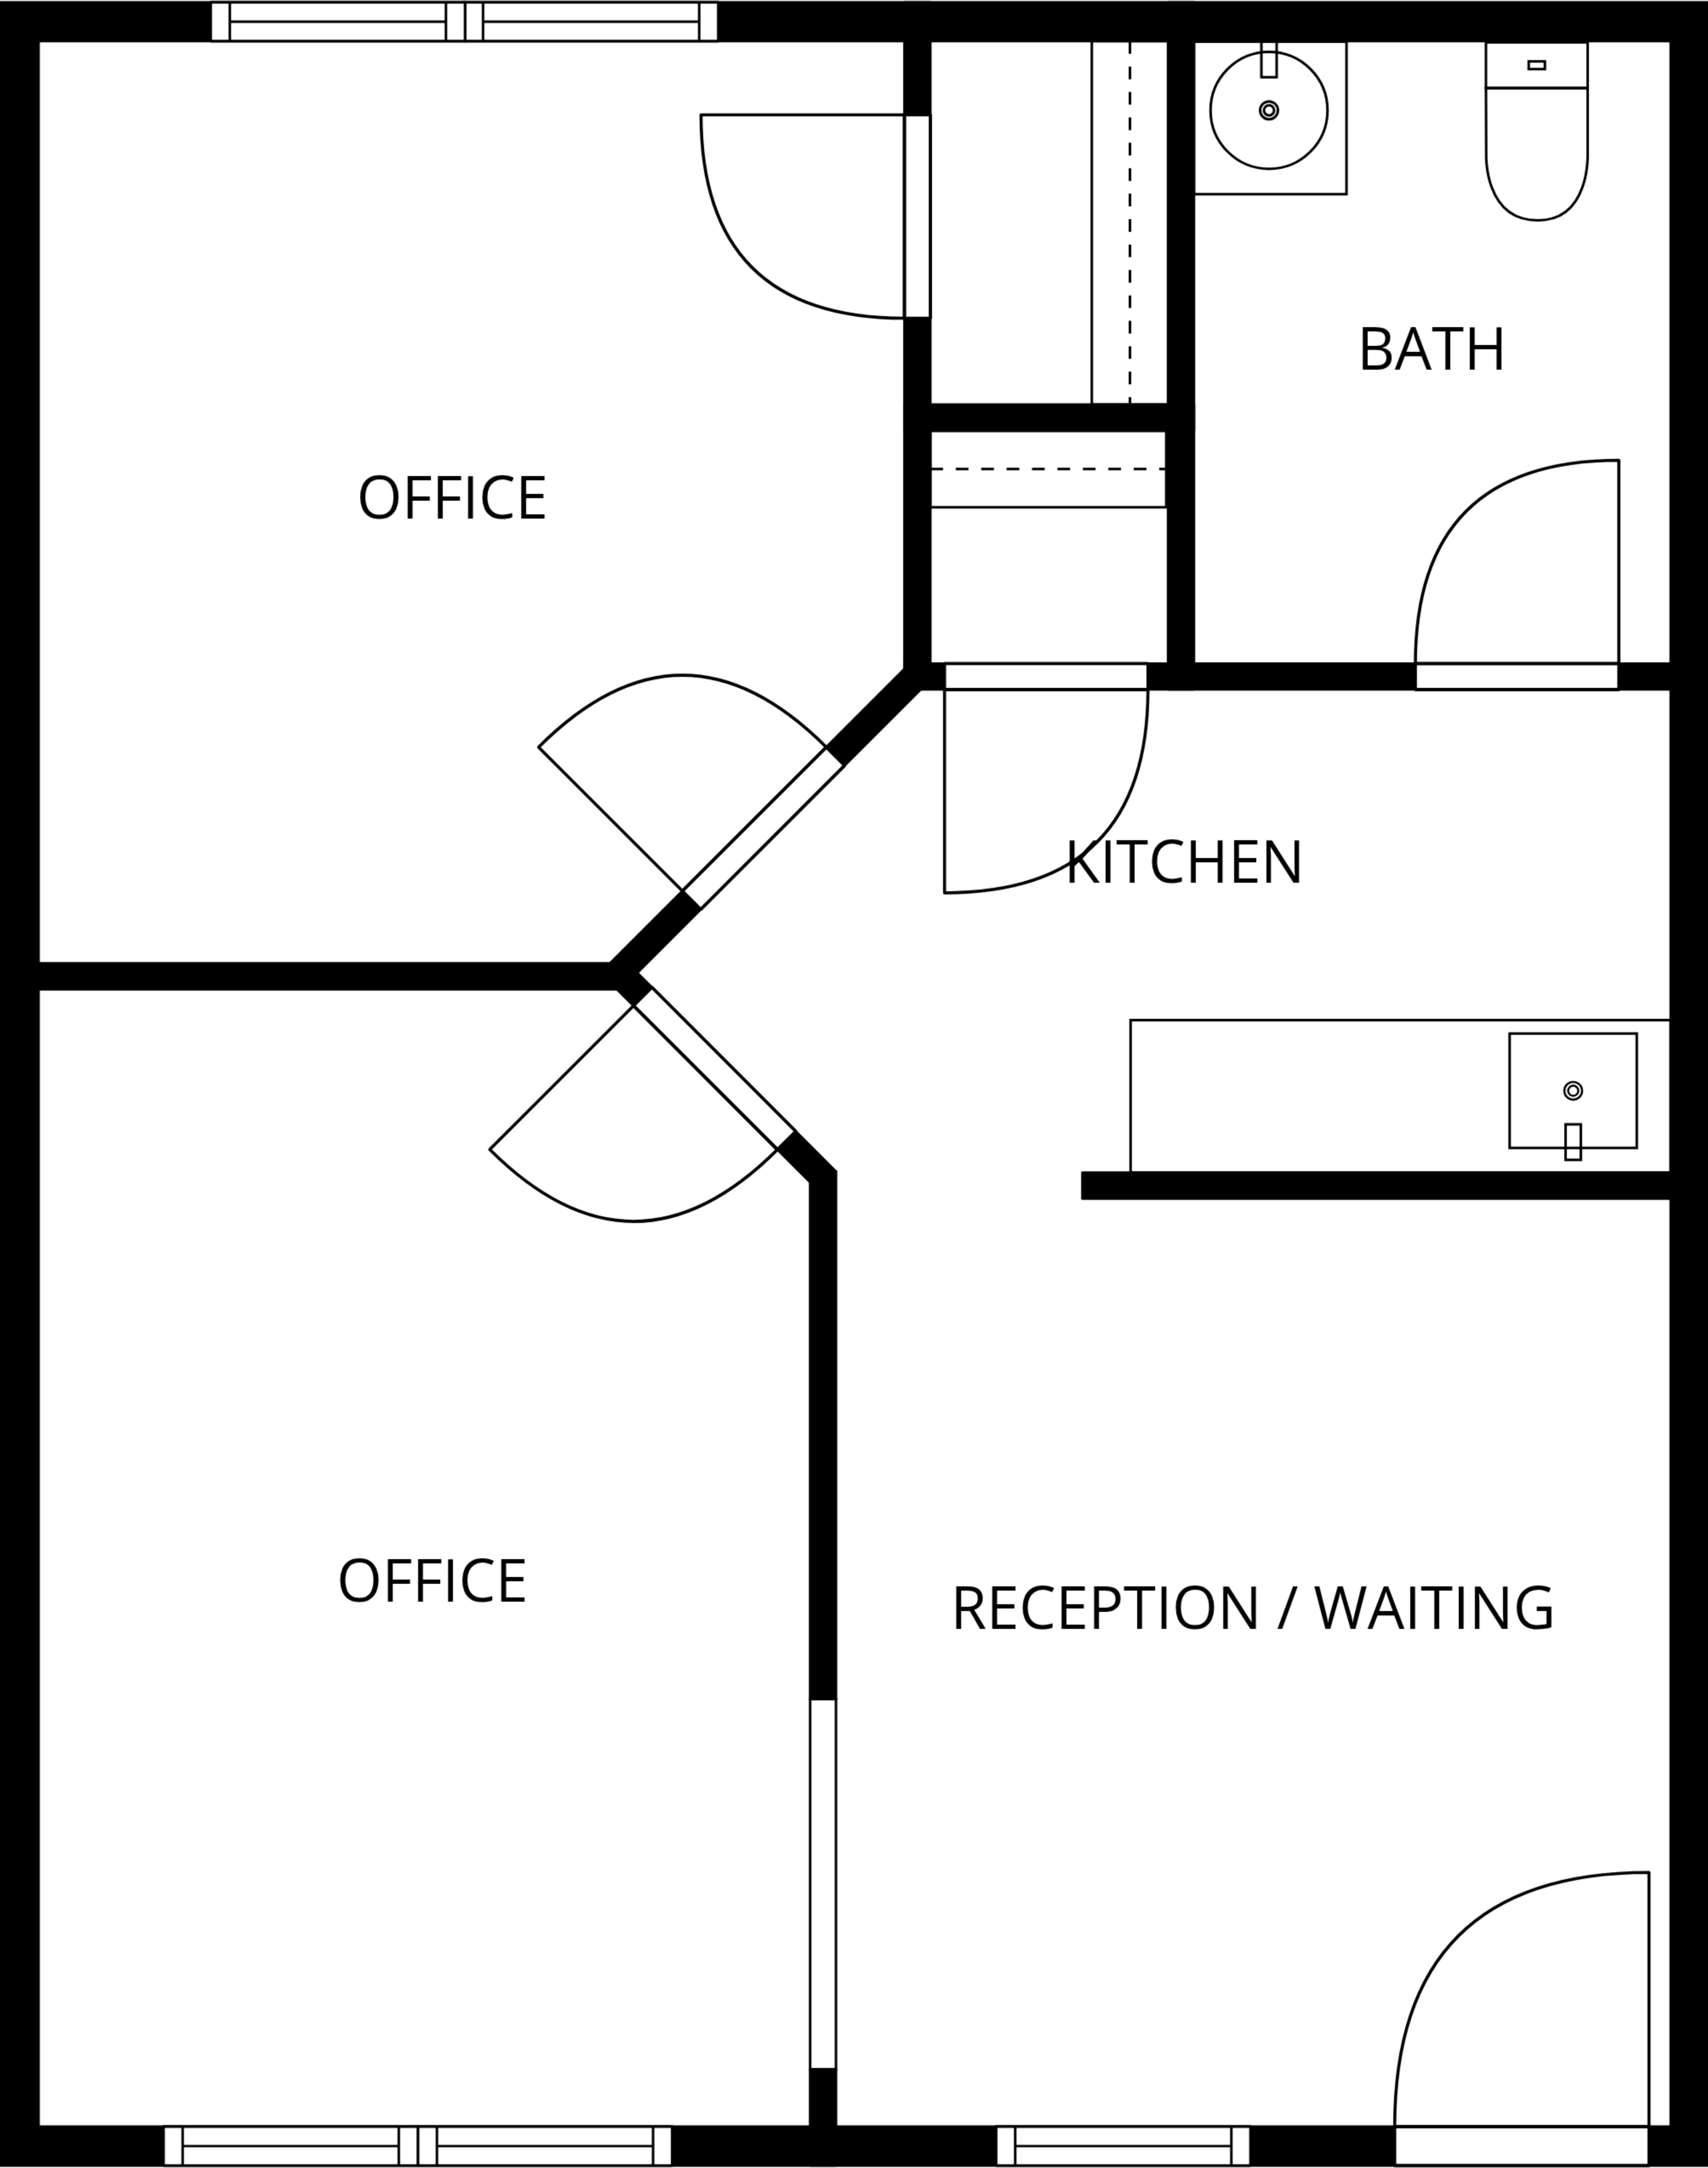 BATH
OFFICE
KITCHEN
OFFICE
RECEPTION / WAITING